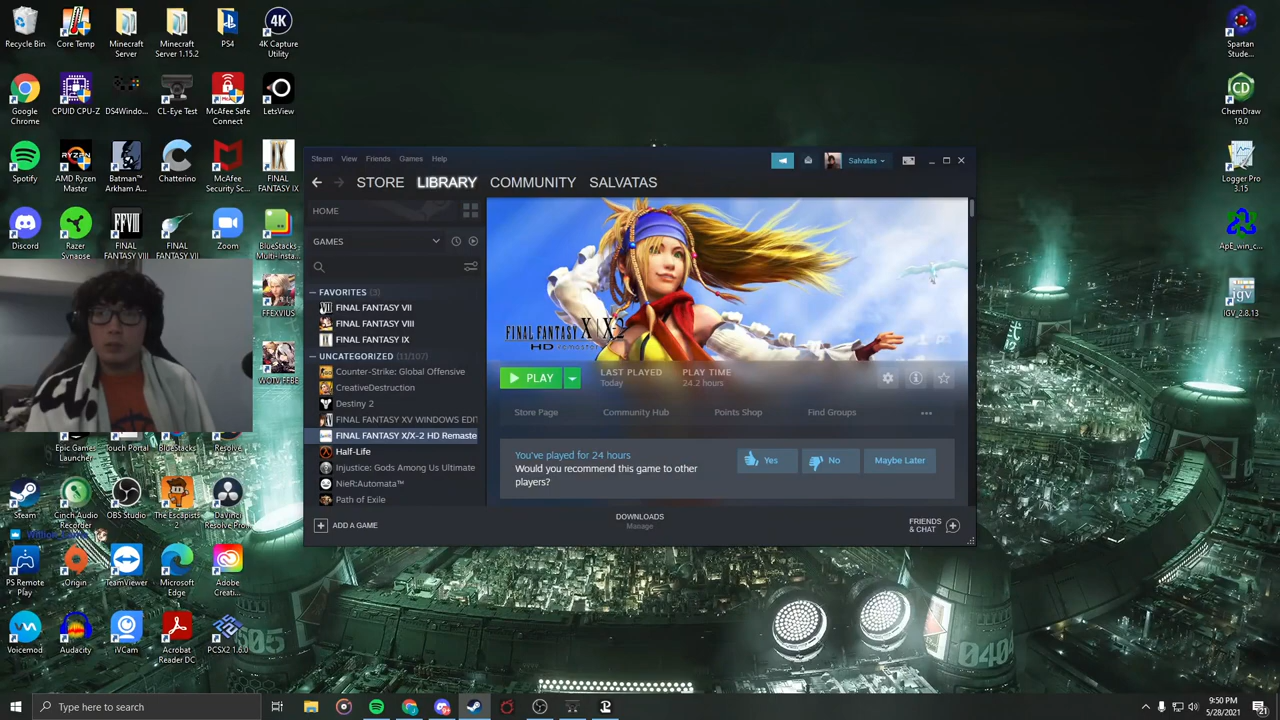 Recycle Bin
Core Temp
Minecraft Server
Minecraft Server 1.15.2
PS4
4K Capture Utility
Google Chrome
CPUID CPU-Z
DS4Windo...
CL-Eye Test
McAfee Safe Connect
LetsView
Spotify
AMD Ryzen Master
Batman™ Arkham A...
Chatterino
McAfee Security Sc...
FINAL FANTASY IX
Discord
Razer Synapse
FINAL FANTASY VIII
FINAL FANTASY VII
Zoom
BlueStacks Multi-Insta...
FFEXVIUS
WOTV FFBE
Epic Games Launcher
Touch Portal
BlueStacks
Resolve
Steam
Cinch Audio Recorder
OBS Studio
The Escapists 2
DaVinci Resolve Proj...
PS Remote Play
Origin
TeamViewer
Microsoft Edge
Adobe Creati...
Voicemod
Audacity
iVCam
Acrobat Reader DC
PCSX2 1.6.0
Steam View Friends Games Help
Salvatas
STORE LIBRARY COMMUNITY SALVATAS
HOME
GAMES
FAVORITES (3)
FINAL FANTASY VII
FINAL FANTASY VIII
FINAL FANTASY IX
UNCATEGORIZED (11/107)
Counter-Strike: Global Offensive
CreativeDestruction
Destiny 2
FINAL FANTASY XV WINDOWS EDIT
FINAL FANTASY X/X-2 HD Remaste
Half-Life
Injustice: Gods Among Us Ultimate
NieR:Automata™
Path of Exile
ADD A GAME
FINAL FANTASY X|X-2
HD Remaster
PLAY
LAST PLAYED
Today
PLAY TIME
24.2 hours
Store Page Community Hub Points Shop Find Groups
You've played for 24 hours
Would you recommend this game to other players?
Yes No Maybe Later
DOWNLOADS
Manage
FRIENDS & CHAT
Spartan Stude...
ChemDraw 19.0
Logger Pro 3.15
ApE_win_c...
igv
IGV_2.8.13
05
0404
Type here to search
9:50 PM
5/28/2021